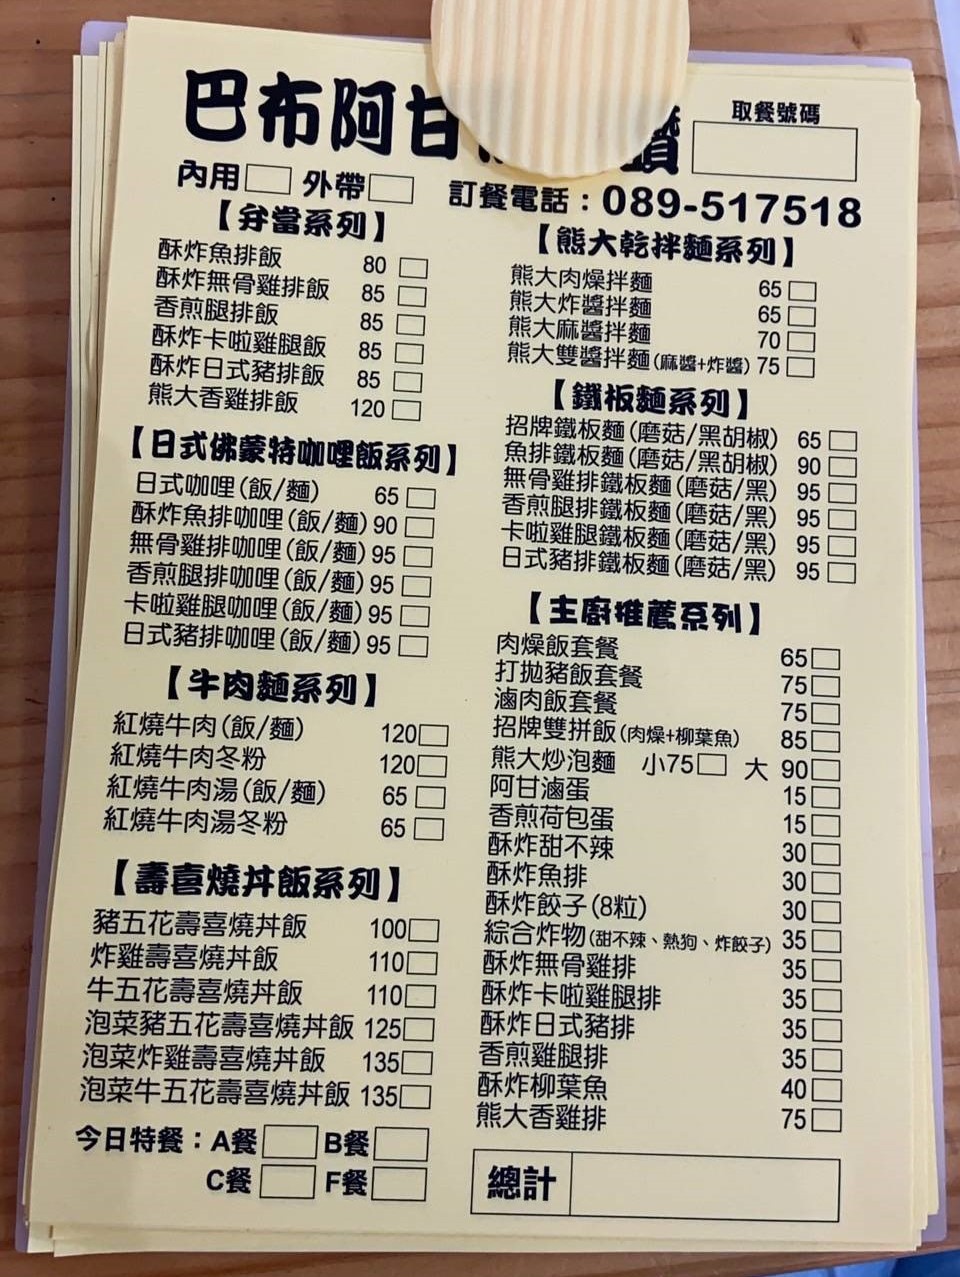 巴布阿甘
取餐號碼
內用 外帶
訂餐電話：089-517518
【弁當系列】
酥炸魚排飯 80
酥炸無骨雞排飯 85
香煎腿排飯 85
酥炸卡啦雞腿飯 85
酥炸日式豬排飯 85
熊大香雞排飯 120
【日式佛蒙特咖哩飯系列】
日式咖哩(飯/麵) 65
酥炸魚排咖哩(飯/麵) 90
無骨雞排咖哩(飯/麵) 95
香煎腿排咖哩(飯/麵) 95
卡啦雞腿咖哩(飯/麵) 95
日式豬排咖哩(飯/麵) 95
【牛肉麵系列】
紅燒牛肉(飯/麵) 120
紅燒牛肉冬粉 120
紅燒牛肉湯(飯/麵) 65
紅燒牛肉湯冬粉 65
【壽喜燒丼飯系列】
豬五花壽喜燒丼飯 100
炸雞壽喜燒丼飯 110
牛五花壽喜燒丼飯 110
泡菜豬五花壽喜燒丼飯 125
泡菜炸雞壽喜燒丼飯 135
泡菜牛五花壽喜燒丼飯 135
今日特餐：A餐 B餐
C餐 F餐
【熊大乾拌麵系列】
熊大肉燥拌麵 65
熊大炸醬拌麵 65
熊大麻醬拌麵 70
熊大雙醬拌麵(麻醬+炸醬) 75
【鐵板麵系列】
招牌鐵板麵(磨菇/黑胡椒) 65
魚排鐵板麵(磨菇/黑胡椒) 90
無骨雞排鐵板麵(磨菇/黑) 95
香煎腿排鐵板麵(磨菇/黑) 95
卡啦雞腿鐵板麵(磨菇/黑) 95
日式豬排鐵板麵(磨菇/黑) 95
【主廚推薦系列】
肉燥飯套餐 65
打拋豬飯套餐 75
滷肉飯套餐 75
招牌雙拼飯(肉燥+柳葉魚) 85
熊大炒泡麵 小75 大 90
阿甘滷蛋 15
香煎荷包蛋 15
酥炸甜不辣 30
酥炸魚排 30
酥炸餃子(8粒) 30
綜合炸物(甜不辣、熱狗、炸餃子) 35
酥炸無骨雞排 35
酥炸卡啦雞腿排 35
酥炸日式豬排 35
香煎雞腿排 35
酥炸柳葉魚 40
熊大香雞排 75
總計